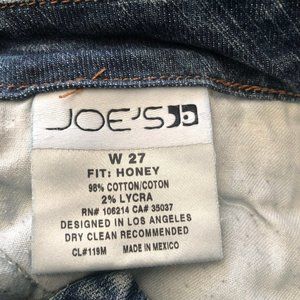 JOE'S
W 27
FIT: HONEY
98% COTTON/COTON
2% LYCRA
RN# 106214 CA# 35037
DESIGNED IN LOS ANGELES
DRY CLEAN RECOMMENDED
CL#119M MADE IN MEXICO